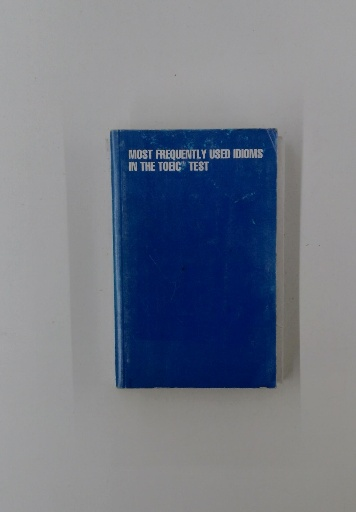 MOST FREQUENTLY USED IDIOMS
IN THE TOEIC® TEST